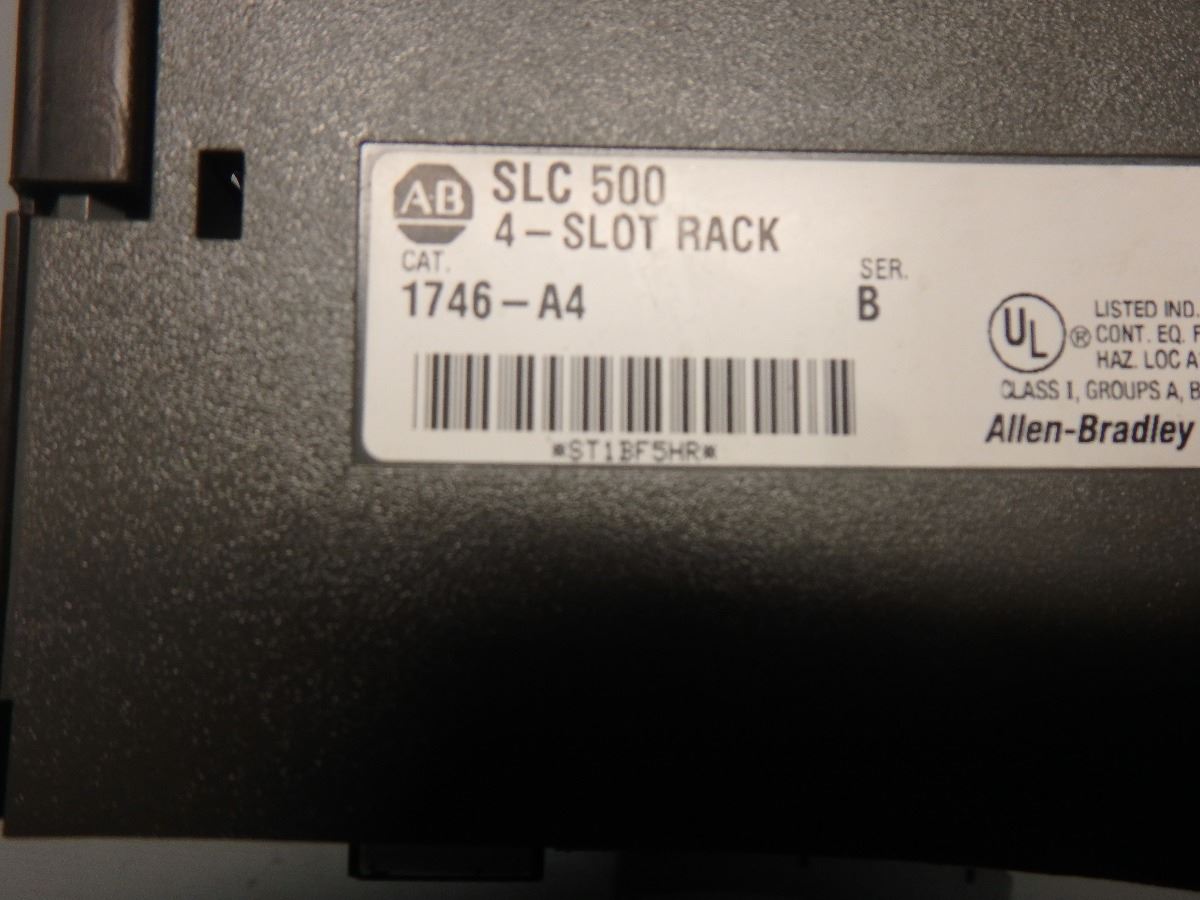 A-B
SLC 500
4-SLOT RACK
CAT.
1746-A4
SER.
B
UL
®
LISTED IND.
CONT. EQ. F
HAZ. LOC A
CLASS I, GROUPS A, B
Allen-Bradley
*ST1BF5HR*